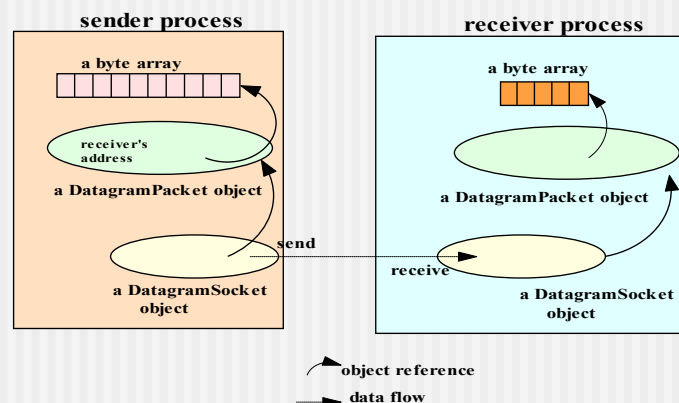 sender process
a byte array
receiver's
address
a DatagramPacket object
send
a DatagramSocket
object
receiver process
a byte array
a DatagramPacket object
receive
a DatagramSocket
object
object reference
data flow